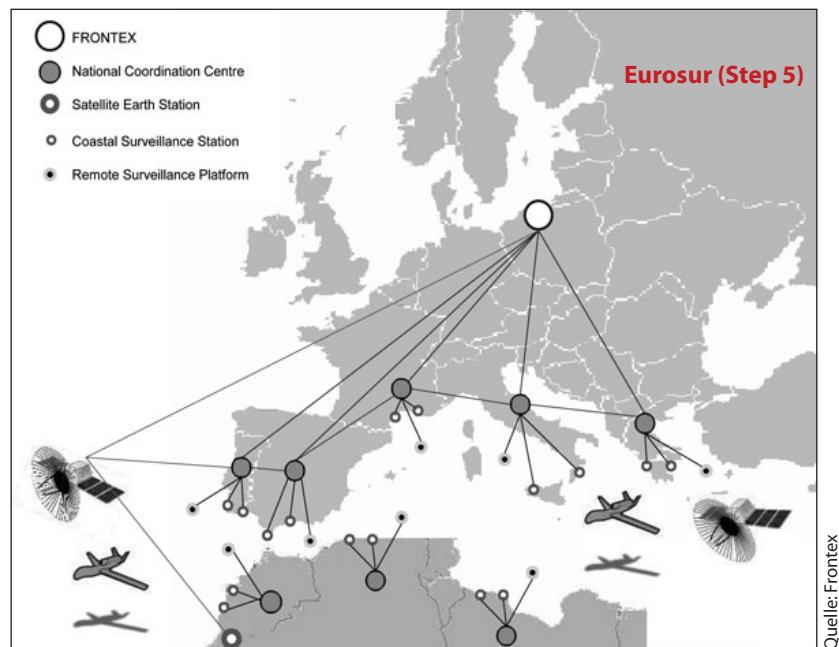 FRONTEX
Eurosur (Step 5)
National Coordination Centre
Satellite Earth Station
Coastal Surveillance Station
Remote Surveillance Platform
Quelle: Frontex